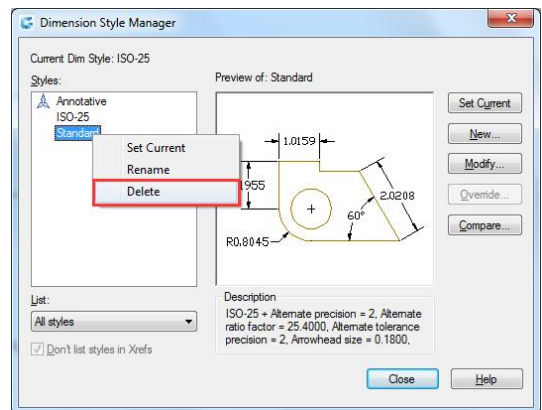 Dimension Style Manager
Current Dim Style: ISO-25
Styles:
Annotative
ISO-25
Standard
Set Current
Rename
Delete
Preview of: Standard
1.0159
1955
2.0208
60°
R0.8045
Set Current
New...
Modify...
Override...
Compare...
List:
All styles
Don't list styles in Xrefs
Description
ISO-25 + Alternate precision = 2, Alternate
ratio factor = 25.4000, Alternate tolerance
precision = 2, Arrowhead size = 0.1800,
Close
Help